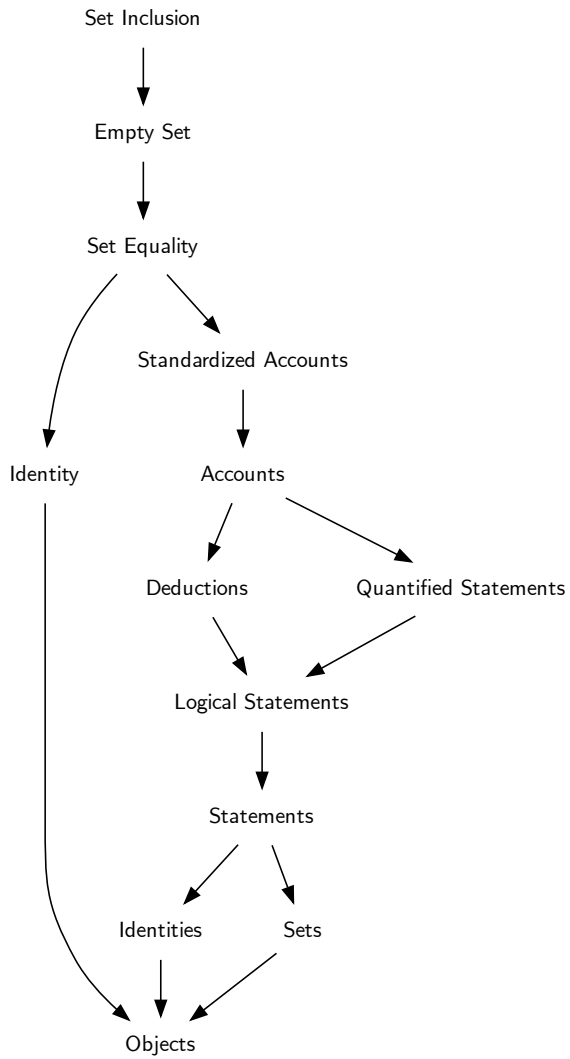 Set Inclusion
Empty Set
Set Equality
Standardized Accounts
Identity
Accounts
Deductions
Quantified Statements
Logical Statements
Statements
Identities
Sets
Objects